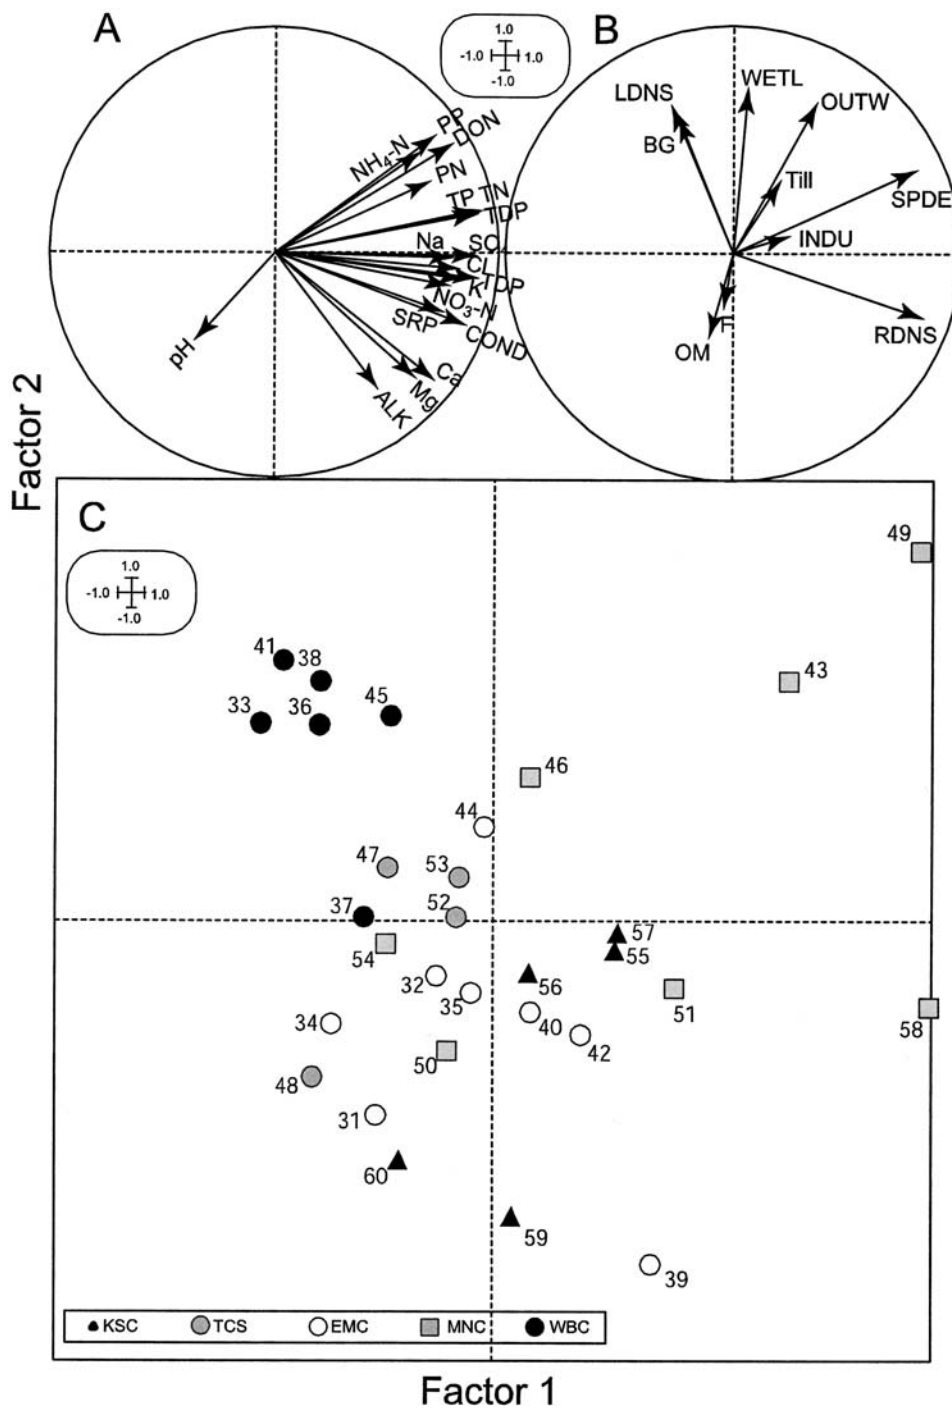 A
1.0
-1.0 1.0
-1.0
B
PP
DON
NH4-N
PN
TP TN
TDP
Na
SO4
CL
K
TDP
NO3-N
SRP
COND
Ca
Mg
ALK
pH
LDNS
WETL
OUTW
BG
Till
SPDE
INDU
F
OM
RDNS
Factor 2
C
1.0
-1.0 1.0
-1.0
49
41
38
43
33
36
45
46
44
47
53
37
52
57
54
55
32
56
35
51
58
34
40
42
50
48
31
60
59
39
KSC TCS EMC MNC WBC
Factor 1